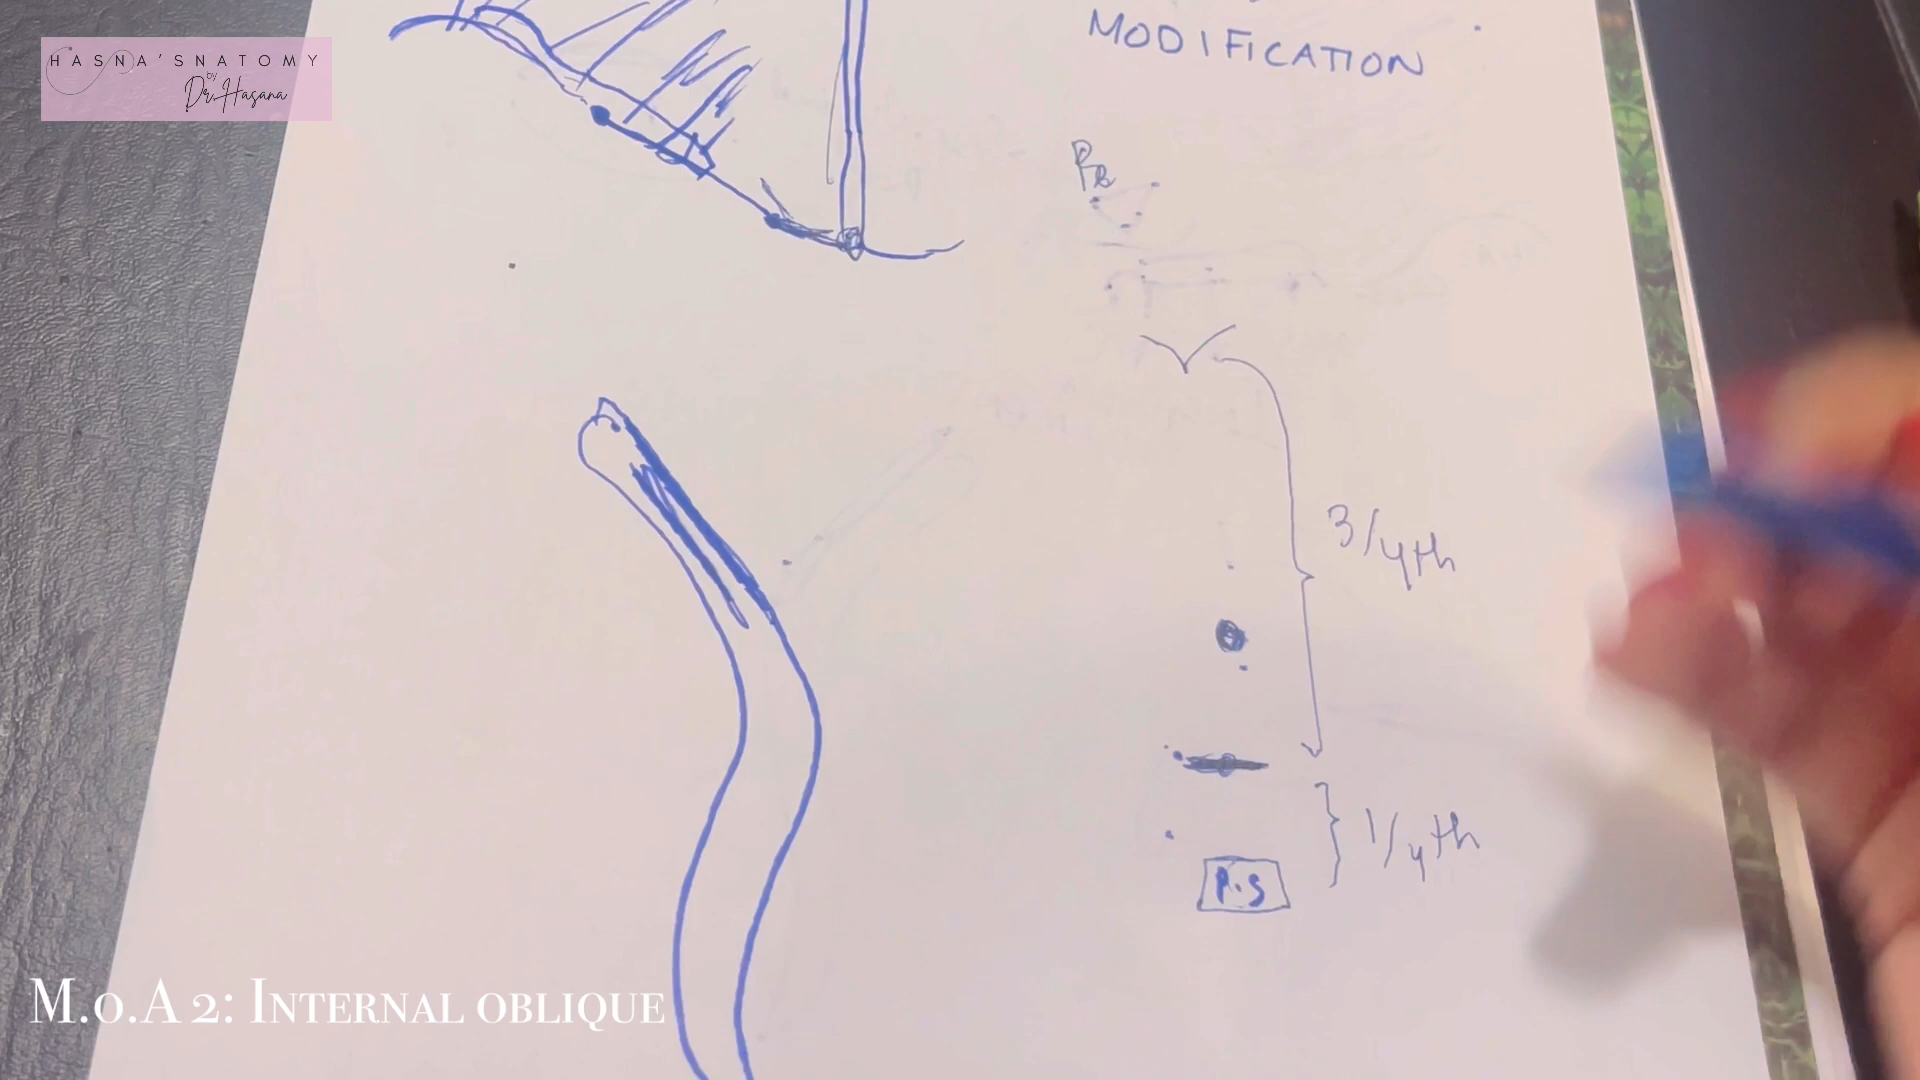 MODIFICATION
HASNA'SNATOMY
by
Dr.Hasana
3/4th
1/4th
P.S
M.O.A 2: INTERNAL OBLIQUE